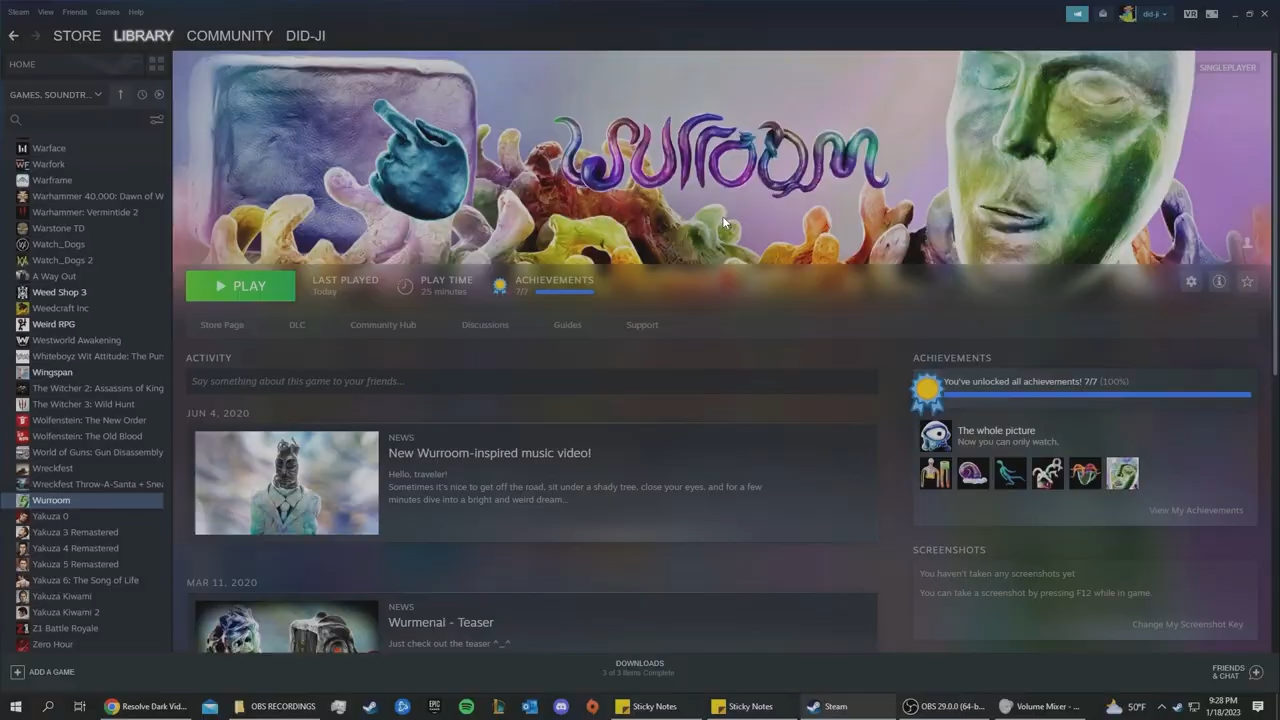 Steam View Friends Games Help
did-ji
VR
STORE LIBRARY COMMUNITY DID-JI
HOME
GAMES, SOUNDTR...
Warface
Warfork
Warframe
Warhammer 40,000: Dawn of W
Warhammer: Vermintide 2
Warstone TD
Watch_Dogs
Watch_Dogs 2
A Way Out
Weed Shop 3
Weedcraft Inc
Weird RPG
Westworld Awakening
Whiteboyz Wit Attitude: The Pur
Wingspan
The Witcher 2: Assassins of King
The Witcher 3: Wild Hunt
Wolfenstein: The New Order
Wolfenstein: The Old Blood
World of Guns: Gun Disassembly
Wreckfest
Wreckfest Throw-A-Santa + Snea
Wurroom
Yakuza 0
Yakuza 3 Remastered
Yakuza 4 Remastered
Yakuza 5 Remastered
Yakuza 6: The Song of Life
Yakuza Kiwami
Yakuza Kiwami 2
Z1 Battle Royale
Zero Hour
ADD A GAME
SINGLEPLAYER
wurroom
PLAY
LAST PLAYED
Today
PLAY TIME
25 minutes
ACHIEVEMENTS
7/7
Store Page DLC Community Hub Discussions Guides Support
ACTIVITY
Say something about this game to your friends...
JUN 4, 2020
NEWS
New Wurroom-inspired music video!
Hello, traveler!
Sometimes it's nice to get off the road, sit under a shady tree, close your eyes, and for a few
minutes dive into a bright and weird dream...
MAR 11, 2020
NEWS
Wurmenai - Teaser
Just check out the teaser ^_^
ACHIEVEMENTS
You've unlocked all achievements! 7/7 (100%)
The whole picture
Now you can only watch.
View My Achievements
SCREENSHOTS
You haven't taken any screenshots yet
You can take a screenshot by pressing F12 while in game.
Change My Screenshot Key
DOWNLOADS
3 of 3 Items Complete
FRIENDS
& CHAT
Resolve Dark Vid...
OBS RECORDINGS
EPIC
Sticky Notes
Sticky Notes
Steam
OBS 29.0.0 (64-b...
Volume Mixer - ...
50°F
9:28 PM
1/18/2023